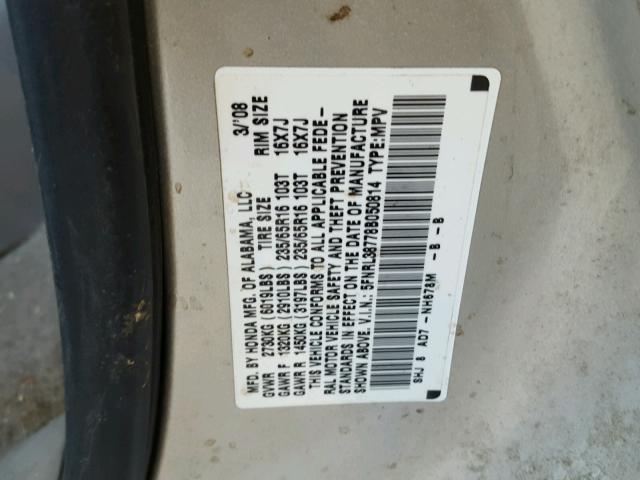 MFD. BY HONDA MFG. OF ALABAMA, LLC 3/'08
GVWR 2730KG (6019LBS) TIRE SIZE RIM SIZE
GAWR F 1320KG (2910LBS) 235/65R16 103T 16X7J
GAWR R 1450KG (3197LBS) 235/65R16 103T 16X7J
THIS VEHICLE CONFORMS TO ALL APPLICABLE FEDE-
RAL MOTOR VEHICLE SAFETY AND THEFT PREVENTION
STANDARDS IN EFFECT ON THE DATE OF MANUFACTURE
SHOWN ABOVE. V.I.N.: 5FNRL38778B050814 TYPE:MPV
SHJ 8 AD7 -NH678M - B - B